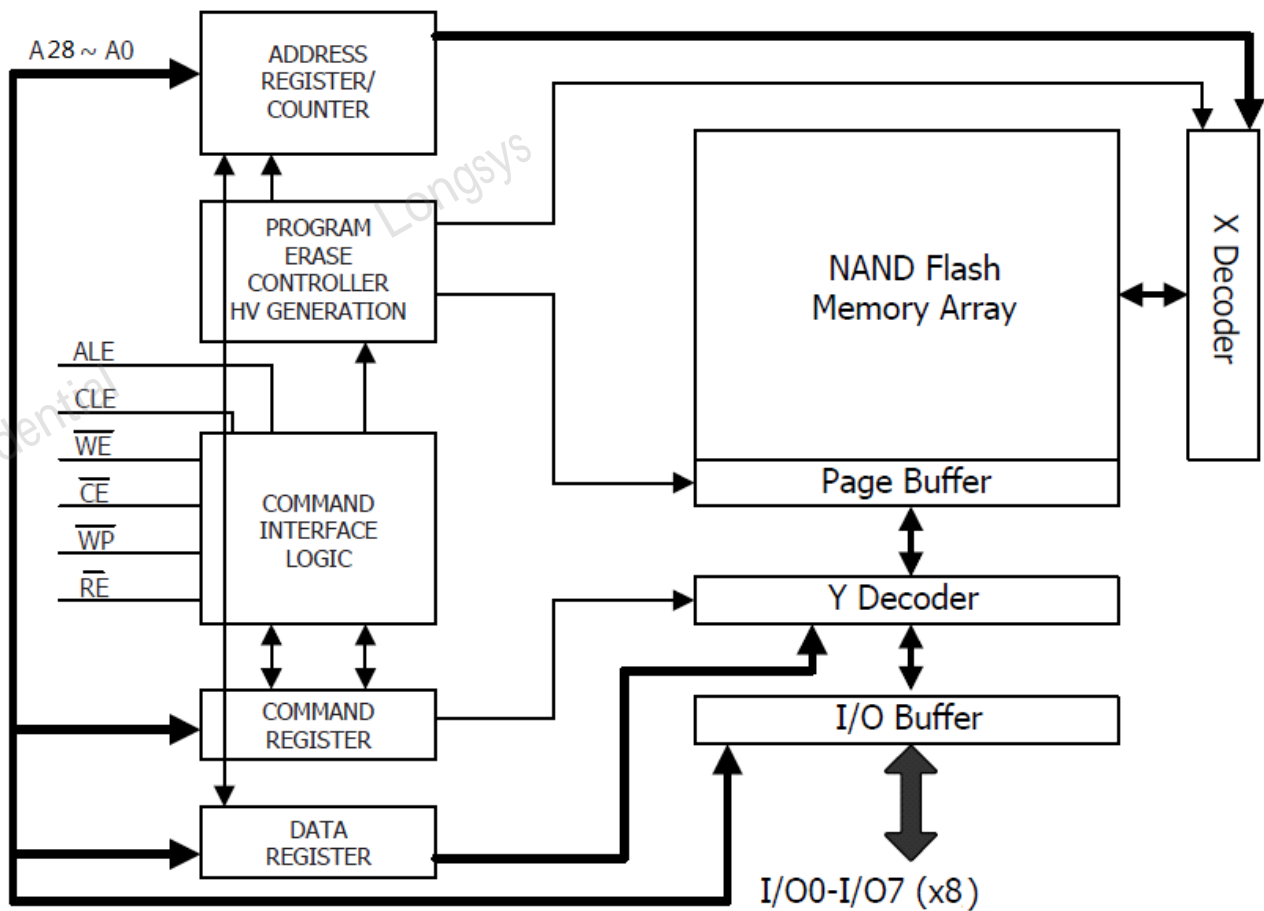 A28 ~ A0
ADDRESS
REGISTER/
COUNTER
Longsys
PROGRAM
ERASE
CONTROLLER
HV GENERATION
NAND Flash
Memory Array
X Decoder
ALE
CLE
dential
WE
CE
WP
RE
COMMAND
INTERFACE
LOGIC
Page Buffer
Y Decoder
COMMAND
REGISTER
I/O Buffer
DATA
REGISTER
I/O0-I/O7 (x8)